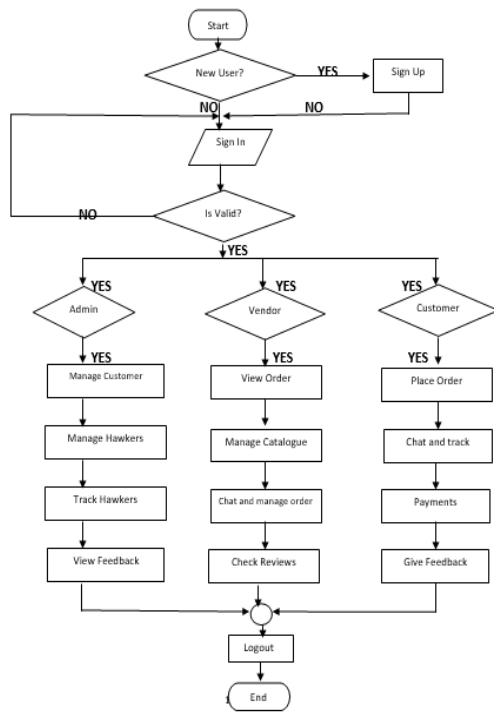 Start
New User?
YES
Sign Up
NO
NO
Sign In
Is Valid?
NO
YES
YES
YES
YES
Admin
Vendor
Customer
YES
YES
YES
Manage Customer
View Order
Place Order
Manage Hawkers
Manage Catalogue
Chat and track
Track Hawkers
Chat and manage order
Payments
View Feedback
Check Reviews
Give Feedback
Logout
End